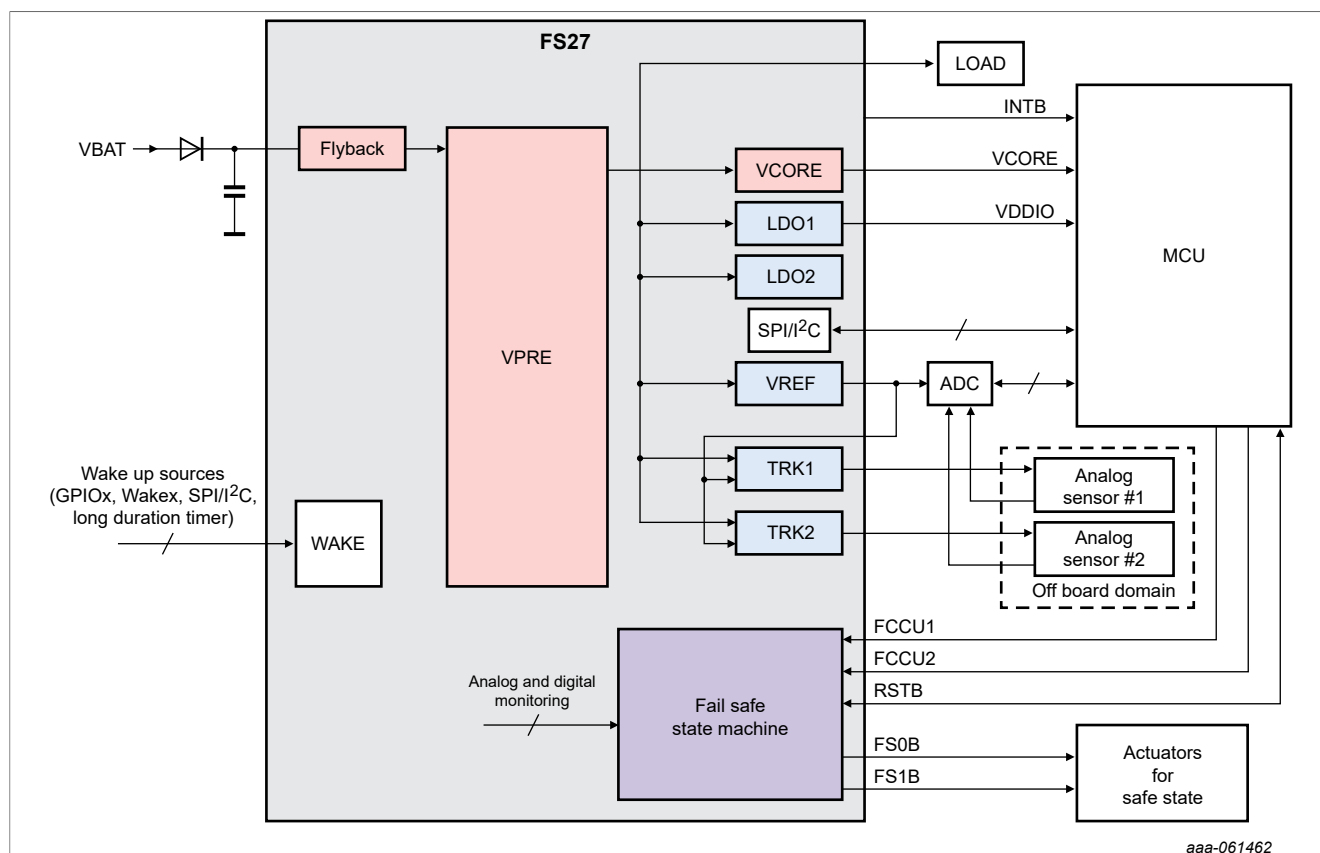 FS27
LOAD
INTB
VBAT
Flyback
VCORE
VCORE
LDO1
VDDIO
MCU
LDO2
SPI/I²C
VPRE
VREF
ADC
Wake up sources
(GPIOx, Wakex, SPI/I²C,
long duration timer)
WAKE
TRK1
Analog
sensor #1
TRK2
Analog
sensor #2
Off board domain
FCCU1
FCCU2
RSTB
Analog and digital
monitoring
Fail safe
state machine
FS0B
FS1B
Actuators
for
safe state
aaa-061462